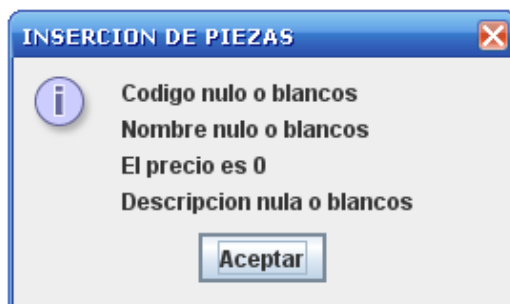 INSERCION DE PIEZAS
i
Codigo nulo o blancos
Nombre nulo o blancos
El precio es 0
Descripcion nula o blancos
Aceptar